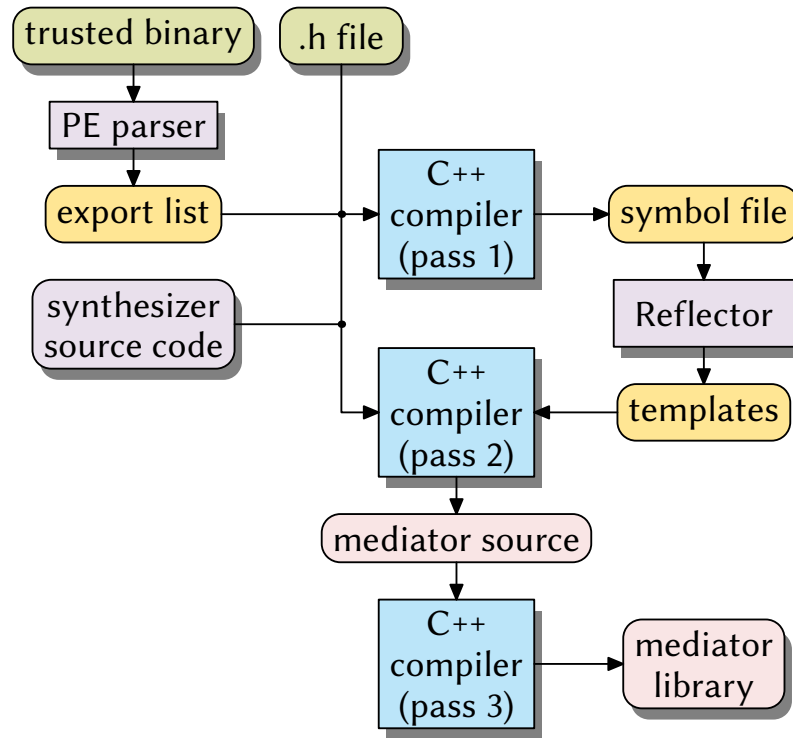 trusted binary
.h file
PE parser
export list
C++
compiler
(pass 1)
symbol file
synthesizer
source code
Reflector
C++
compiler
(pass 2)
templates
mediator source
C++
compiler
(pass 3)
mediator
library